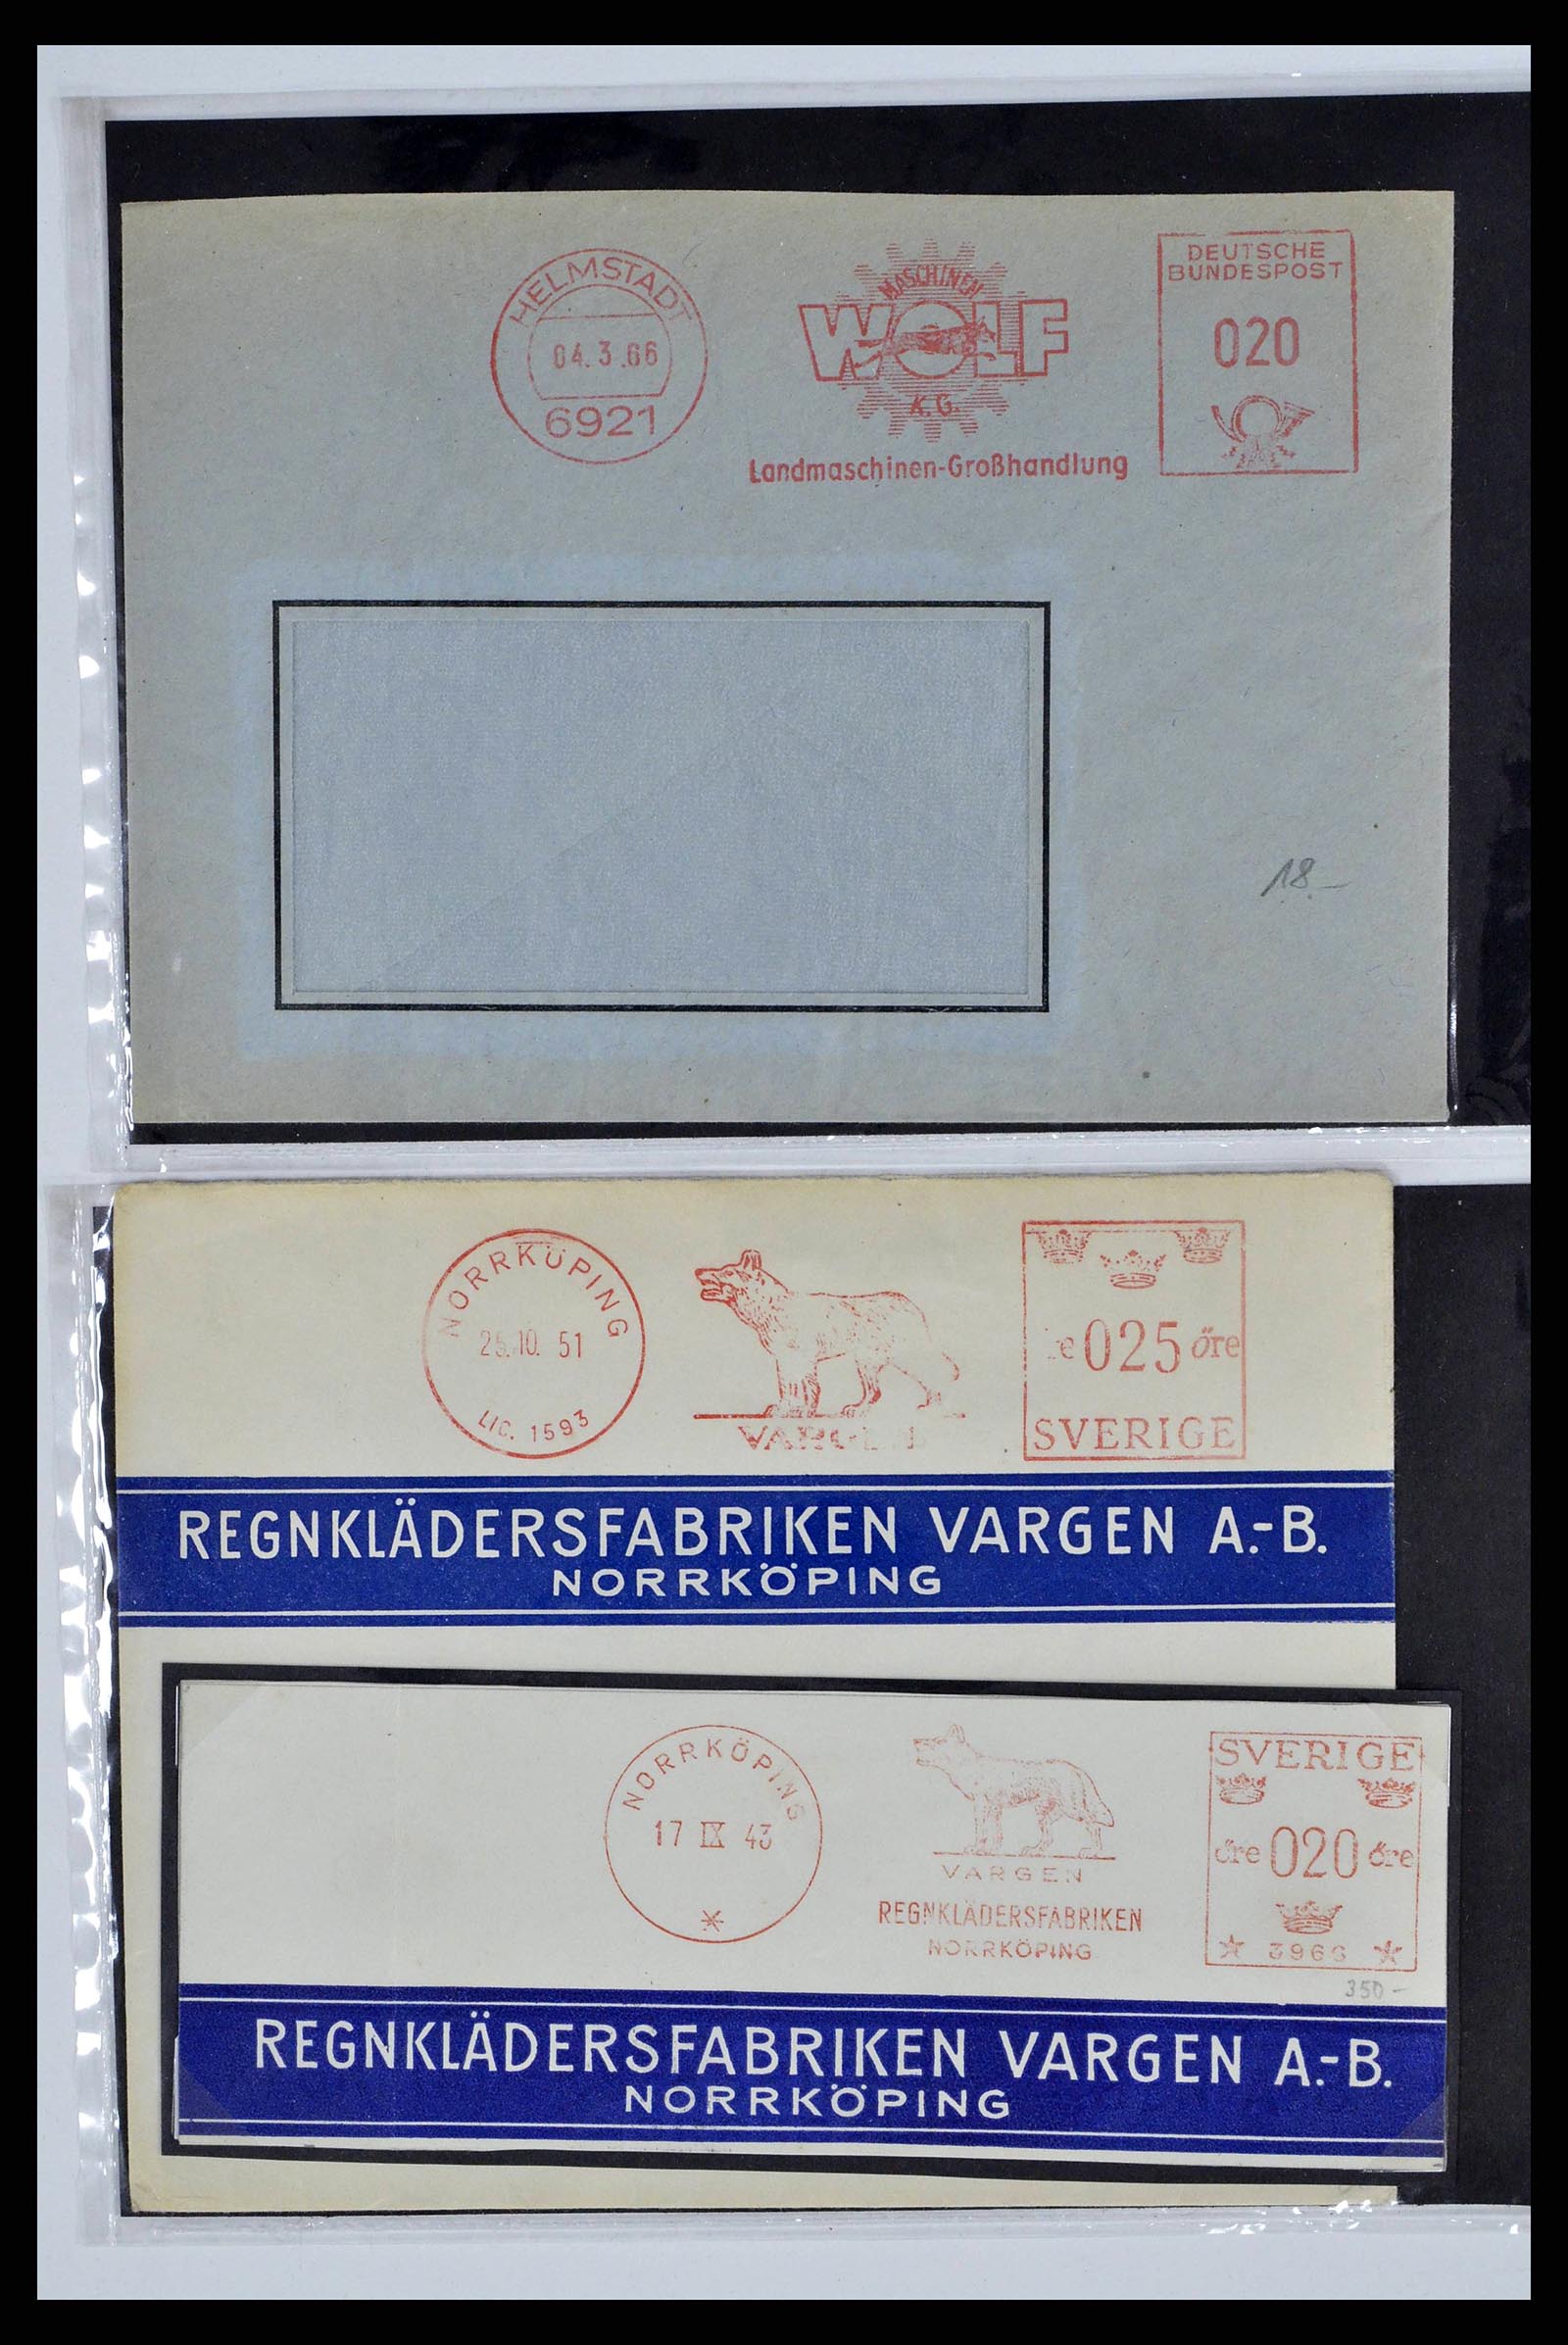 HELMSTADT
04.3.66
6921
MASCHINEN
WOLF
K.G.
Landmaschinen-Großhandlung
DEUTSCHE
BUNDESPOST
020
18.-
NORRKÖPING
25.10. 51
LIC. 1593
VARGEN
025 öre
SVERIGE
REGNKLÄDERSFABRIKEN VARGEN A.-B.
NORRKÖPING
NORRKÖPING
17 IX 43
VARGEN
REGNKLÄDERSFABRIKEN
NORRKÖPING
SVERIGE
öre 020 öre
350-
REGNKLÄDERSFABRIKEN VARGEN A.-B.
NORRKÖPING